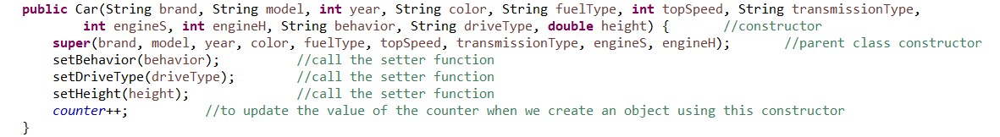 public Car(String brand, String model, int year, String color, String fuelType, int topSpeed, String transmissionType,
int engineS, int engineH, String behavior, String driveType, double height) { //constructor
super(brand, model, year, color, fuelType, topSpeed, transmissionType, engineS, engineH); //parent class constructor
setBehavior(behavior); //call the setter function
setDriveType(driveType); //call the setter function
setHeight(height); //call the setter function
counter++; //to update the value of the counter when we create an object using this constructor
}